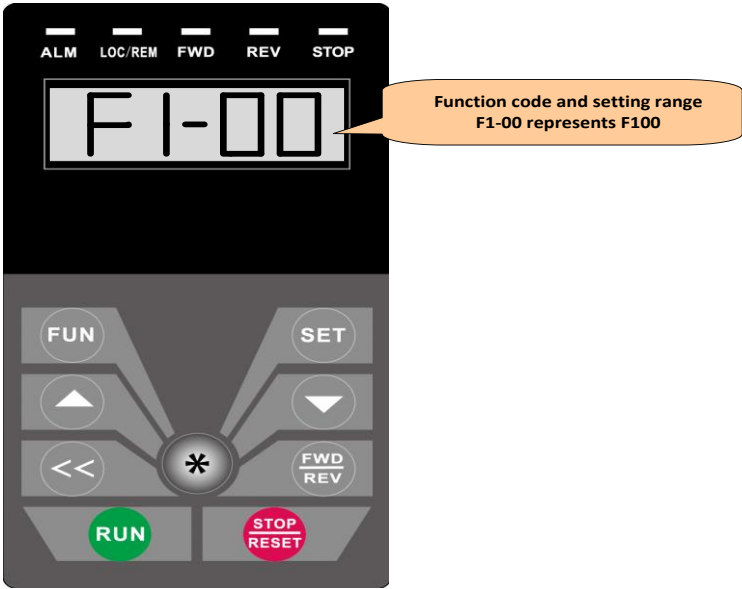 ALM LOC/REM FWD REV STOP
F1-00
Function code and setting range
F1-00 represents F100
FUN
SET
<<
*
FWD
REV
RUN
STOP
RESET